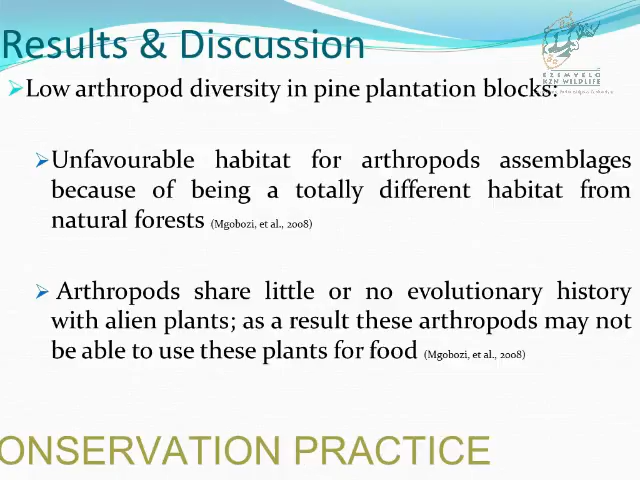 Results & Discussion
EZEMVELO
KZN WILDLIFE
➢Low arthropod diversity in pine plantation blocks:
➢Unfavourable habitat for arthropods assemblages
because of being a totally different habitat from
natural forests (Mgobozi, et al., 2008)
➢ Arthropods share little or no evolutionary history
with alien plants; as a result these arthropods may not
be able to use these plants for food (Mgobozi, et al., 2008)
ONSERVATION PRACTICE